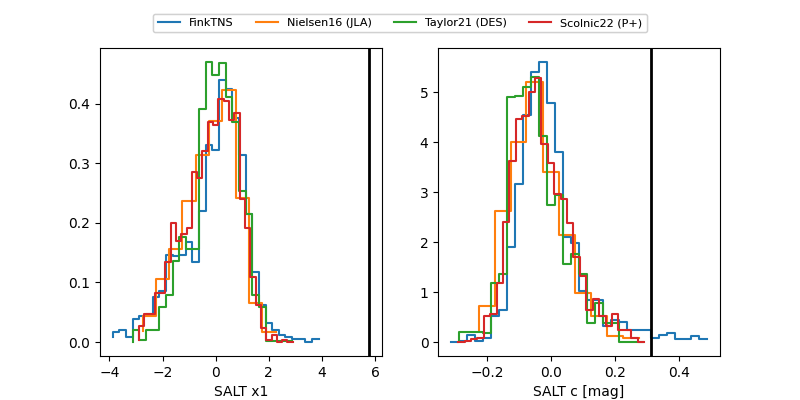 FinkTNS Nielsen16 (JLA) Taylor21 (DES) Scolnic22 (P+)
0.4
0.3
0.2
0.1
0.0
−4 −2 0 2 4 6
SALT x1
5
4
3
2
1
0
−0.2 0.0 0.2 0.4
SALT c [mag]